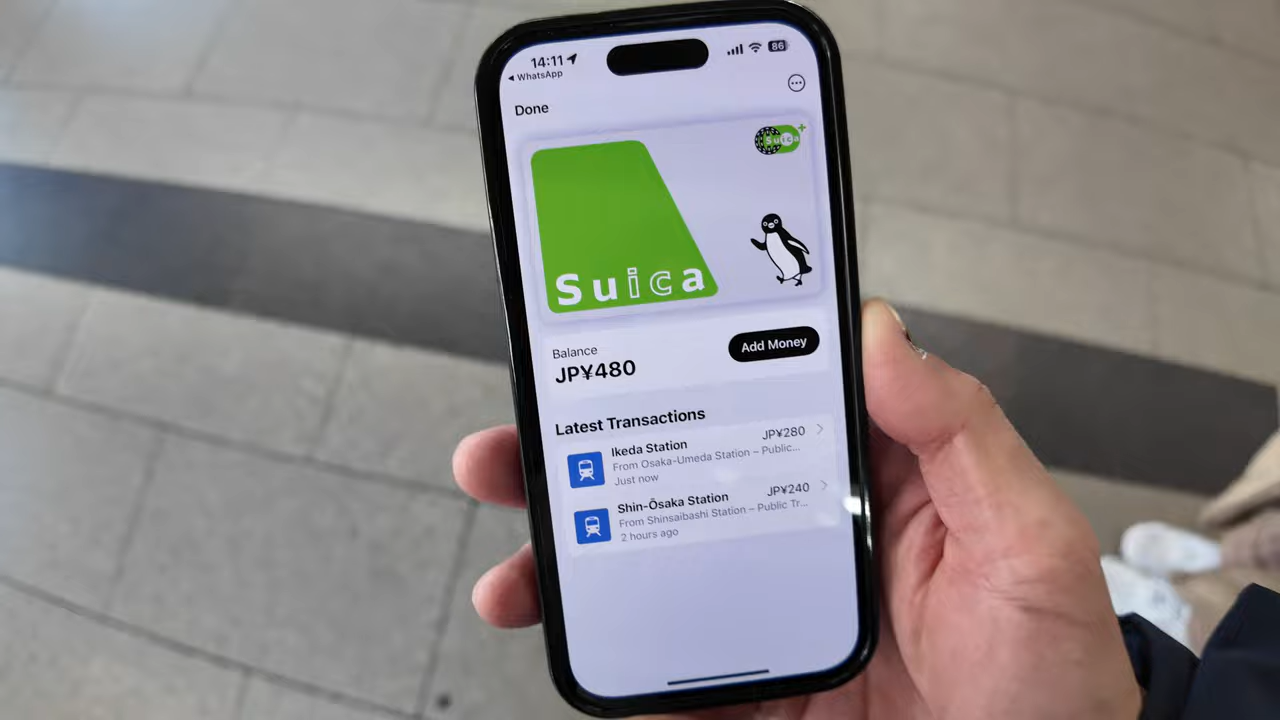 14:11
86
WhatsApp
Done
Suica
Suica
Balance
JP¥480
Add Money
Latest Transactions
Ikeda Station
JP¥280
From Osaka-Umeda Station – Public...
Just now
Shin-Ōsaka Station
JP¥240
From Shinsaibashi Station – Public Tr...
2 hours ago